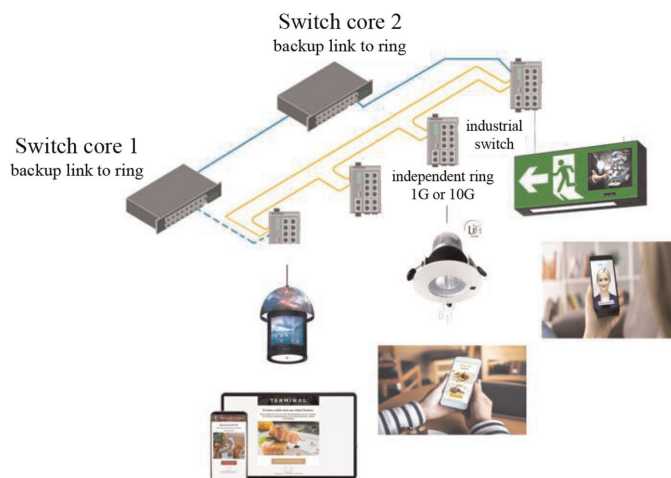 Switch core 2
backup link to ring
Switch core 1
backup link to ring
industrial
switch
independent ring
1G or 10G
LiFi
TERMINAL